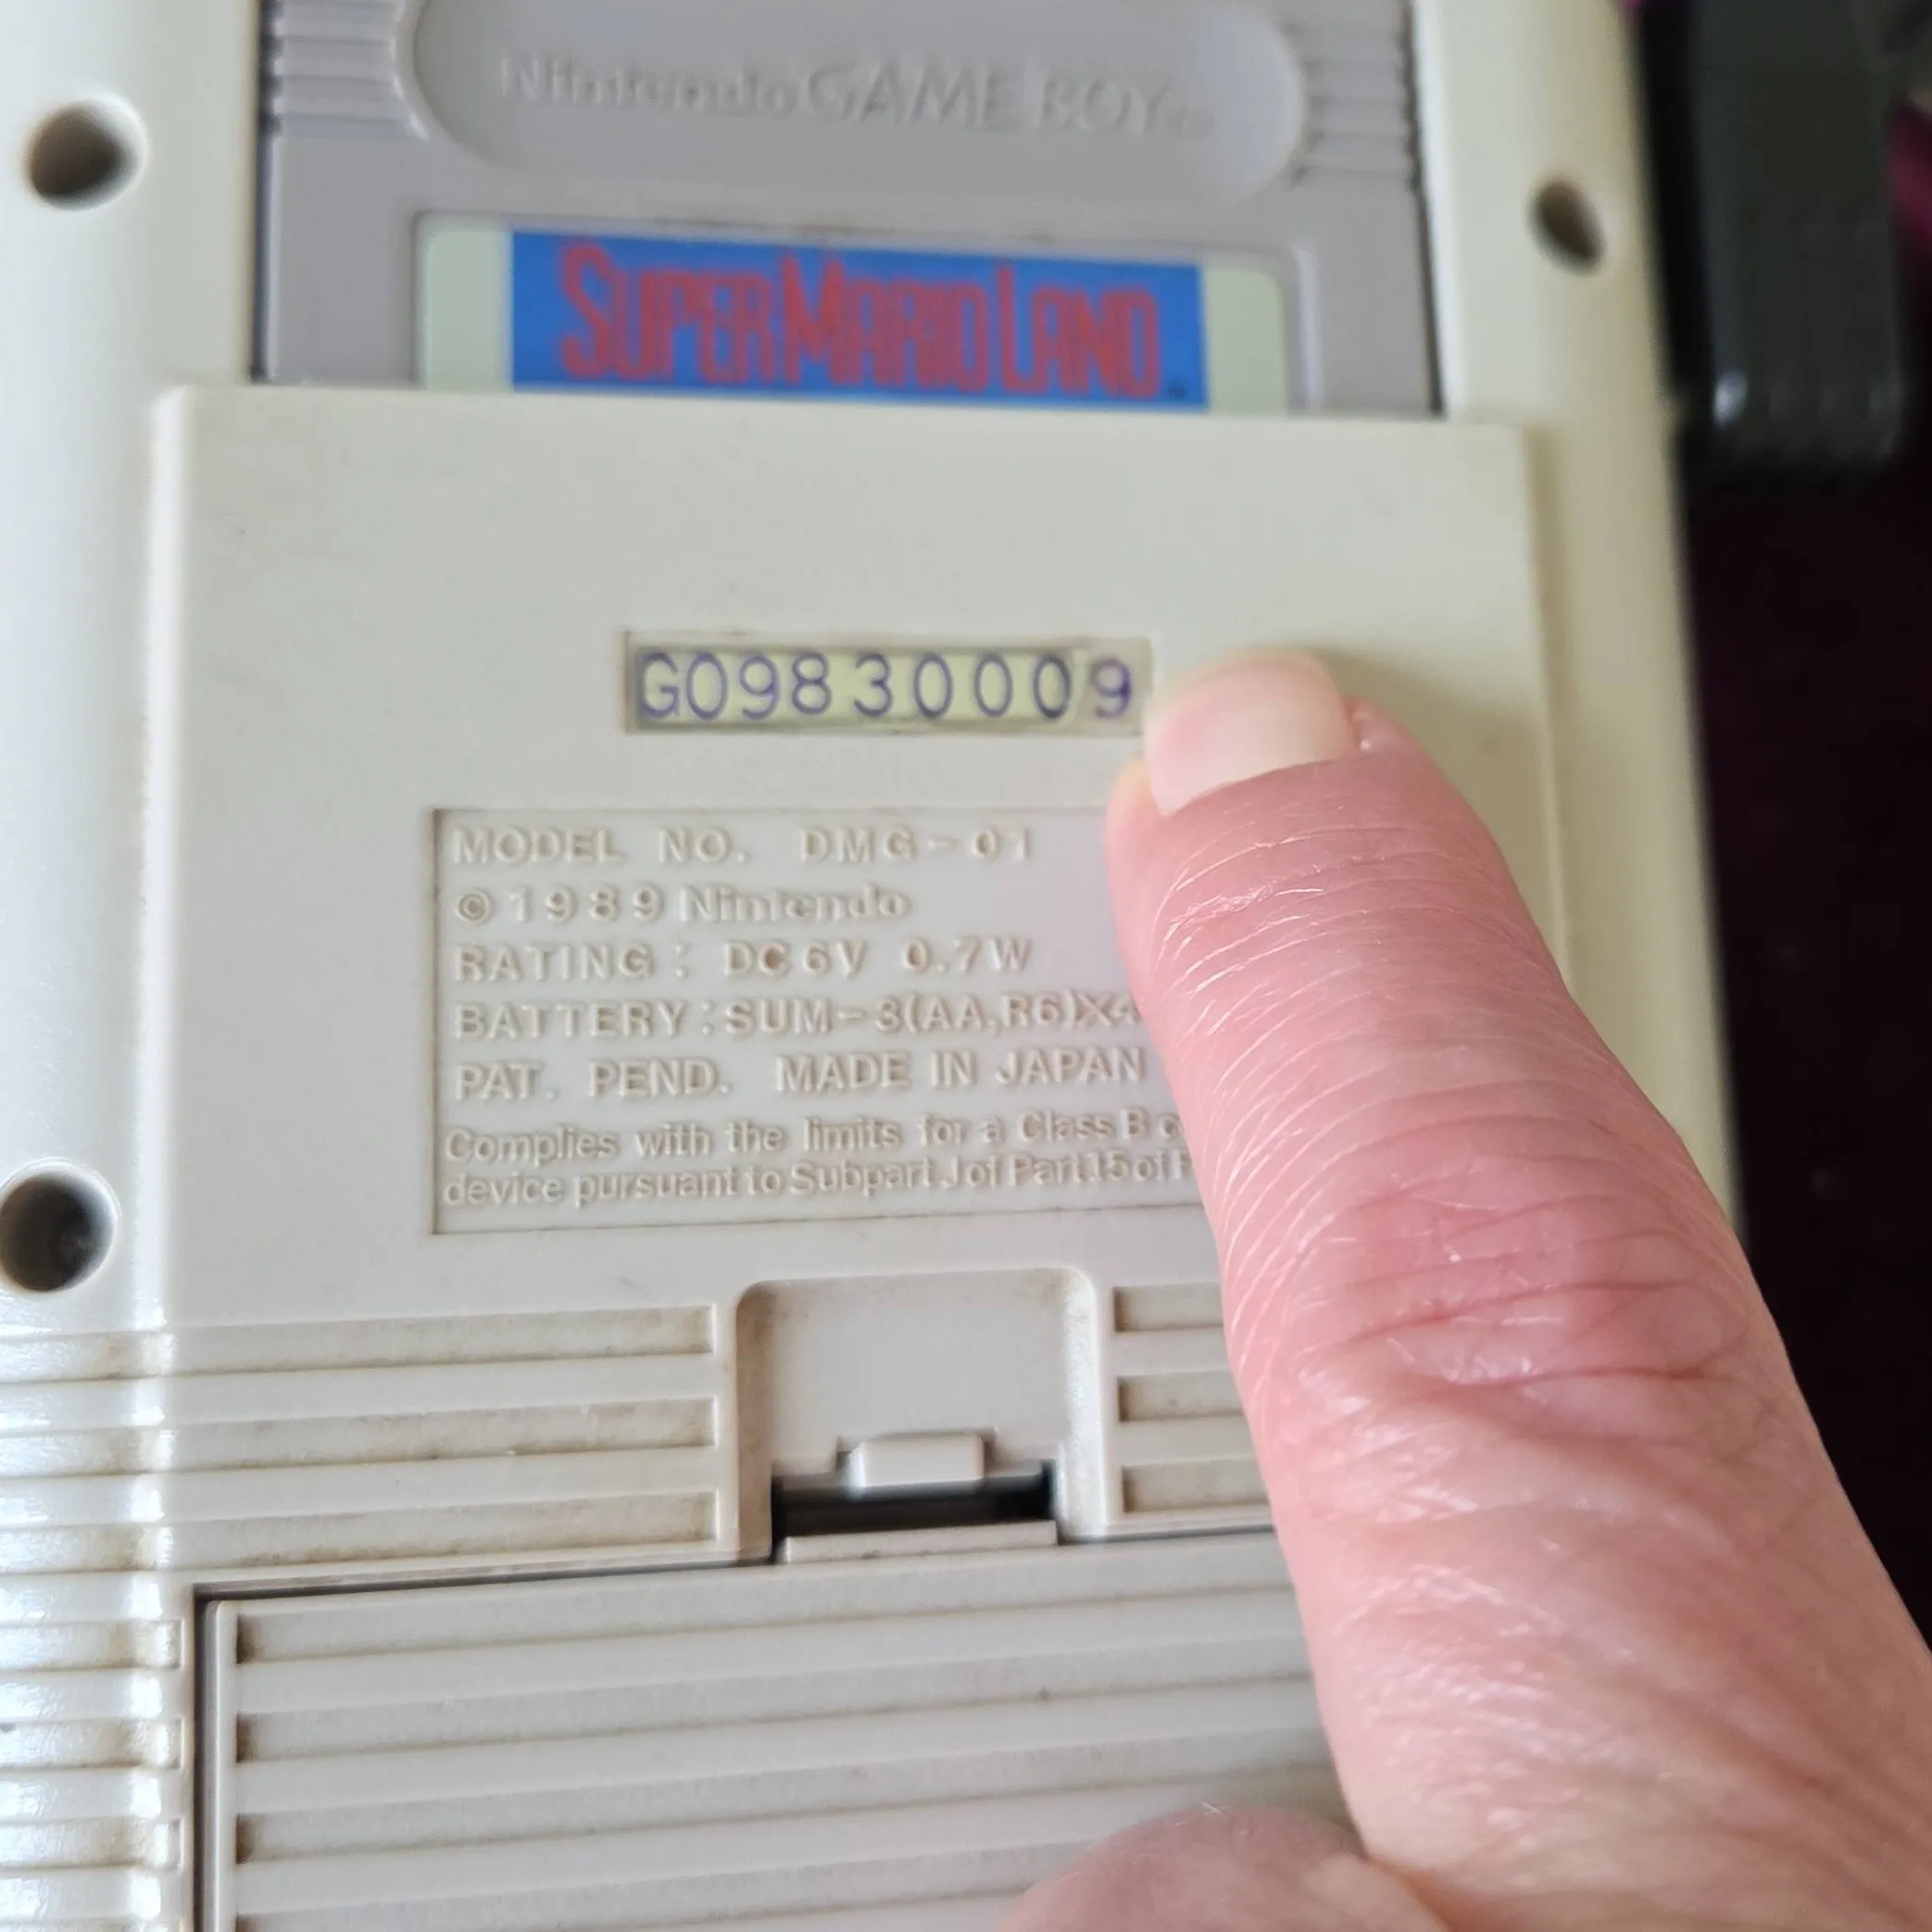 Nintendo GAME BOY TM
SUPER MARIO LAND
G09830009
MODEL NO. DMG-01
©1989 Nintendo
RATING : DC6V 0.7W
BATTERY : SUM-3(AA,R6)X4
PAT. PEND. MADE IN JAPAN
Complies with the limits for a Class B
device pursuant to Subpart J of Part 15 of